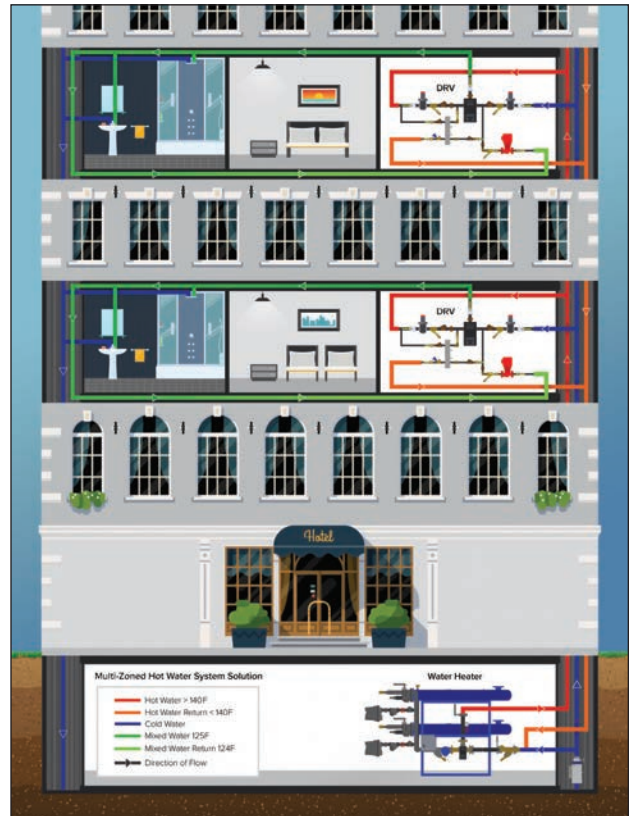 DRV
DRV
Hotel
Multi-Zoned Hot Water System Solution
Water Heater
Hot Water > 140F
Hot Water Return < 140F
Cold Water
Mixed Water 125F
Mixed Water Return 124F
Direction of Flow